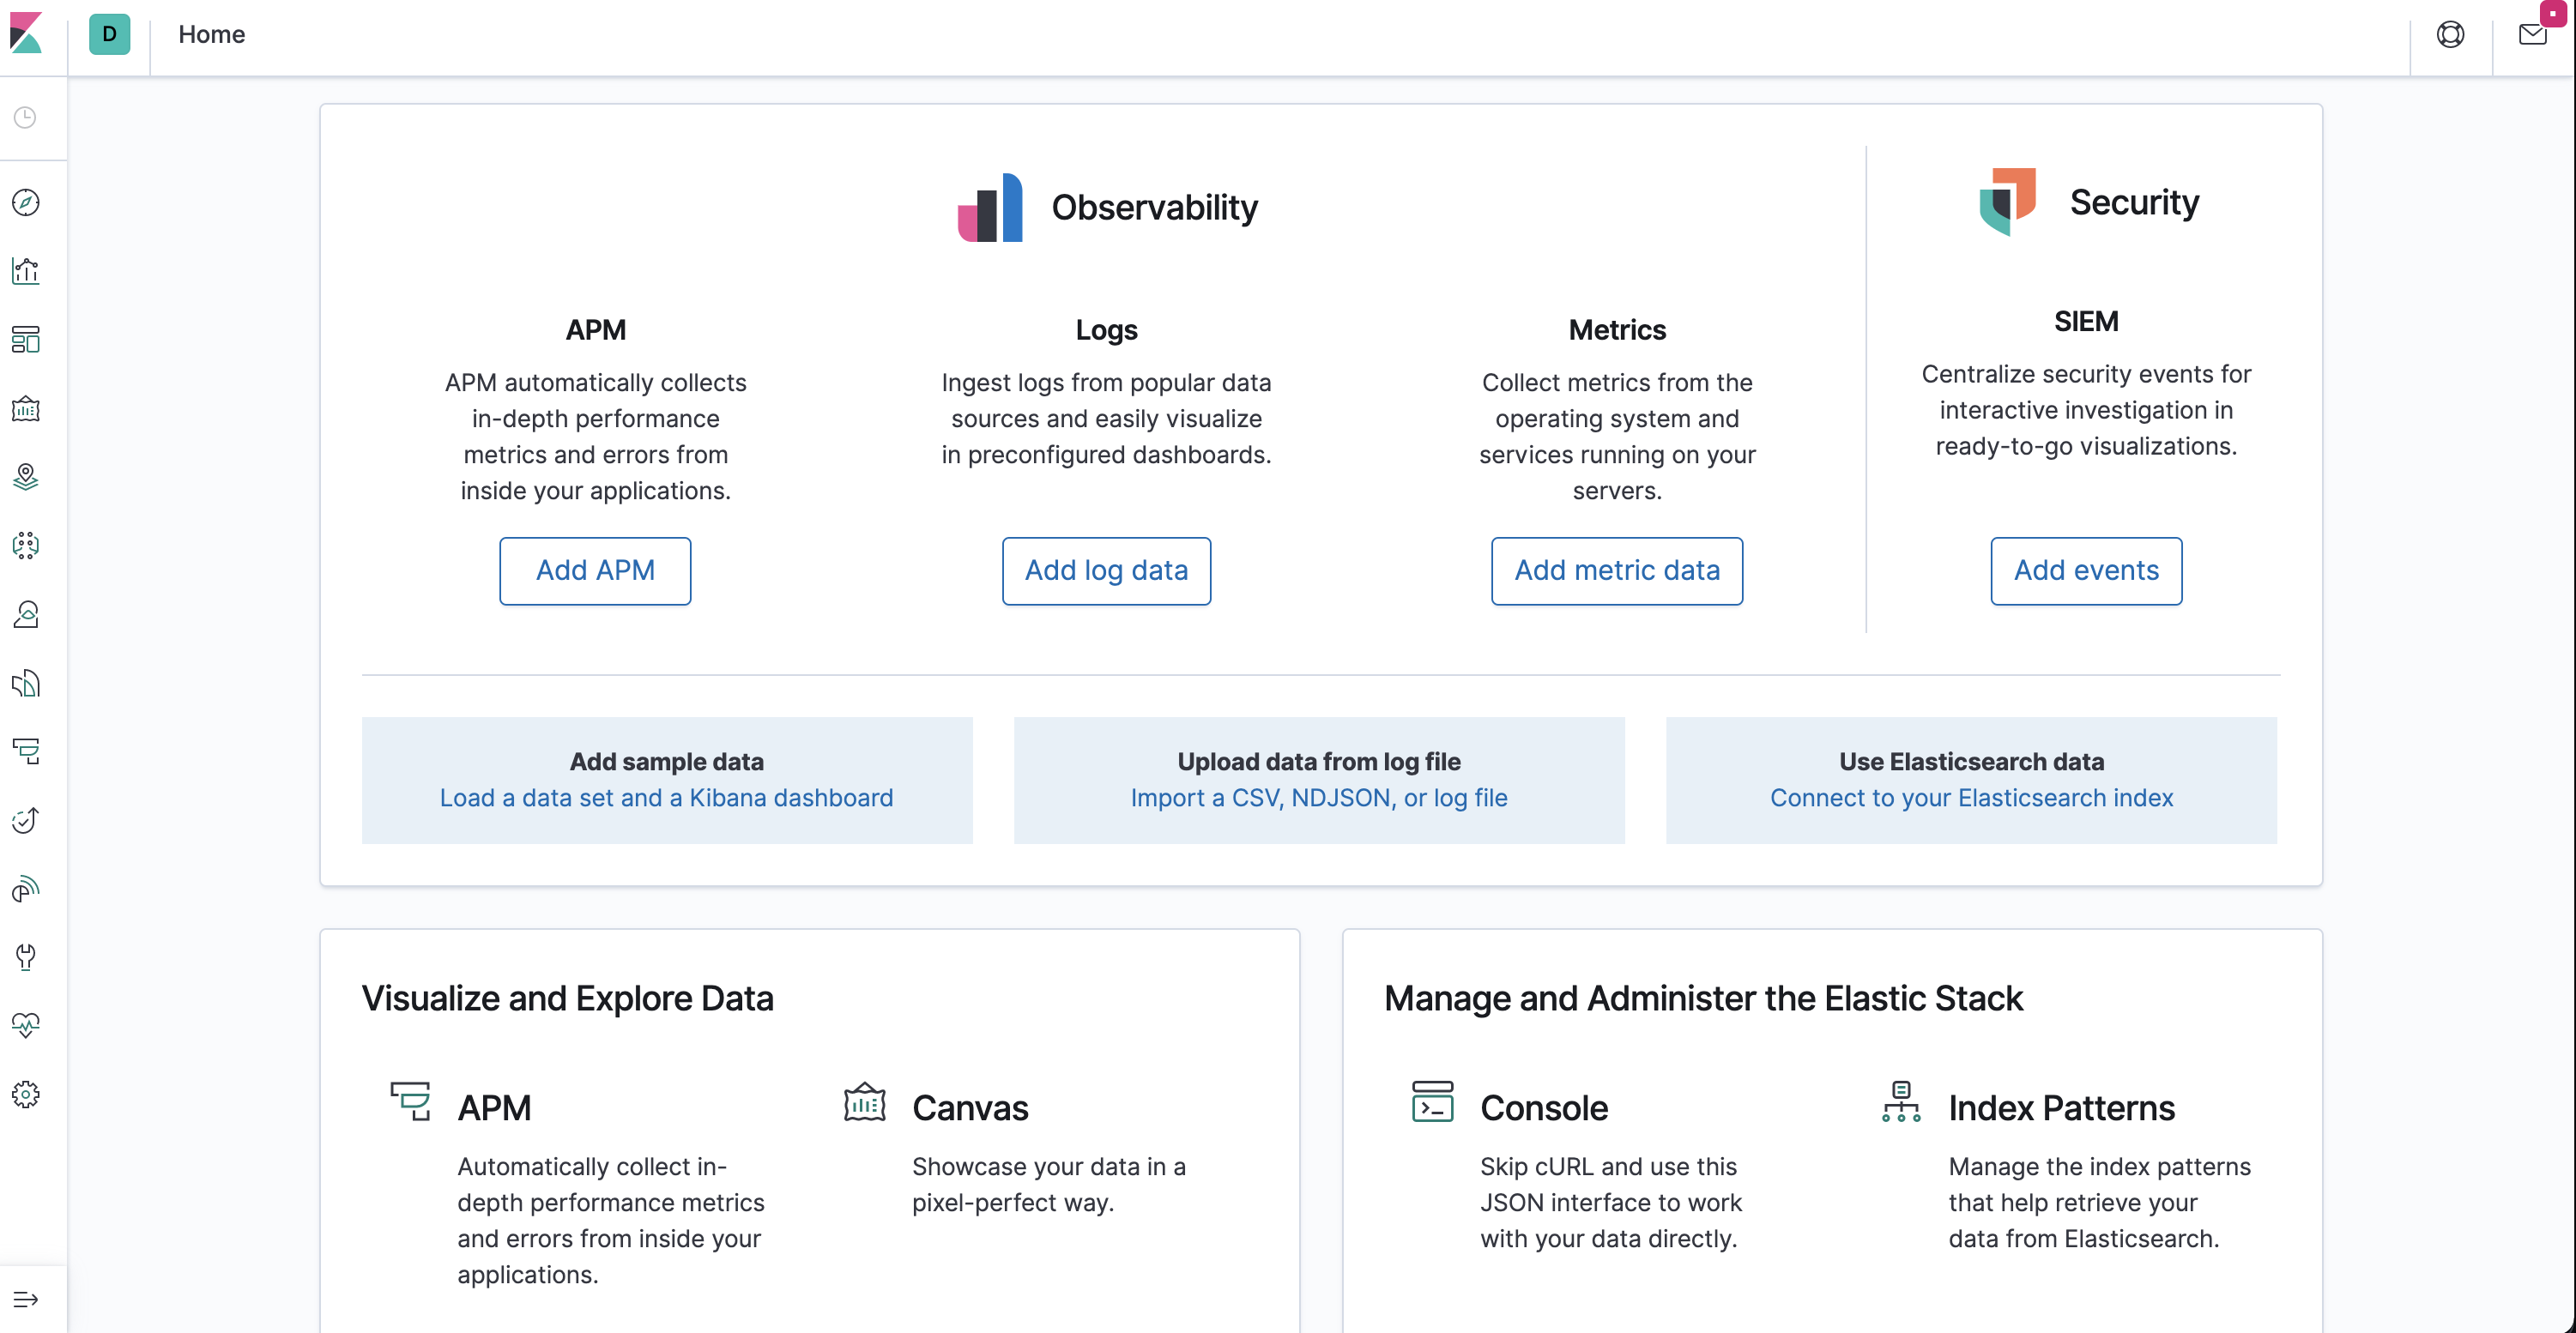 D
Home
Observability
Security
APM
APM automatically collects
in-depth performance
metrics and errors from
inside your applications.
Add APM
Logs
Ingest logs from popular data
sources and easily visualize
in preconfigured dashboards.
Add log data
Metrics
Collect metrics from the
operating system and
services running on your
servers.
Add metric data
SIEM
Centralize security events for
interactive investigation in
ready-to-go visualizations.
Add events
Add sample data
Load a data set and a Kibana dashboard
Upload data from log file
Import a CSV, NDJSON, or log file
Use Elasticsearch data
Connect to your Elasticsearch index
Visualize and Explore Data
APM
Automatically collect in-
depth performance metrics
and errors from inside your
applications.
Canvas
Showcase your data in a
pixel-perfect way.
Manage and Administer the Elastic Stack
Console
Skip cURL and use this
JSON interface to work
with your data directly.
Index Patterns
Manage the index patterns
that help retrieve your
data from Elasticsearch.